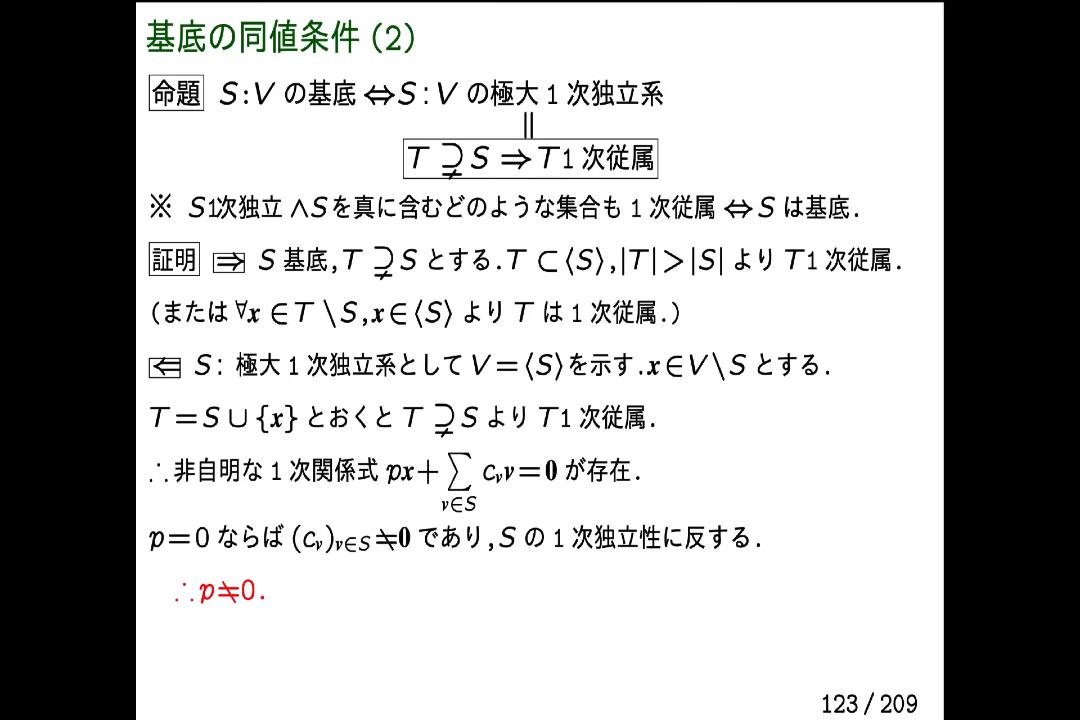 基底の同値条件 (2)
命題 S:V の基底 ⇔ S:V の極大 1 次独立系
||
T ⊋ S ⇒ T 1 次従属
※ S1次独立 ∧Sを真に含むどのような集合も 1 次従属 ⇔ S は基底.
証明 ⇒ S 基底, T ⊋ S とする. T ⊂ ⟨S⟩, |T| > |S| より T 1 次従属.
(または ∀x ∈ T \ S, x ∈ ⟨S⟩ より T は 1 次従属.)
⇐ S: 極大 1 次独立系として V = ⟨S⟩ を示す. x ∈ V \ S とする.
T = S ∪ {x} とおくと T ⊋ S より T 1 次従属.
∴ 非自明な 1 次関係式 px + ∑_{v∈S} c_v v = 0 が存在.
p = 0 ならば (c_v)_{v∈S} ≠ 0 であり, S の 1 次独立性に反する.
∴ p ≠ 0.
123 / 209